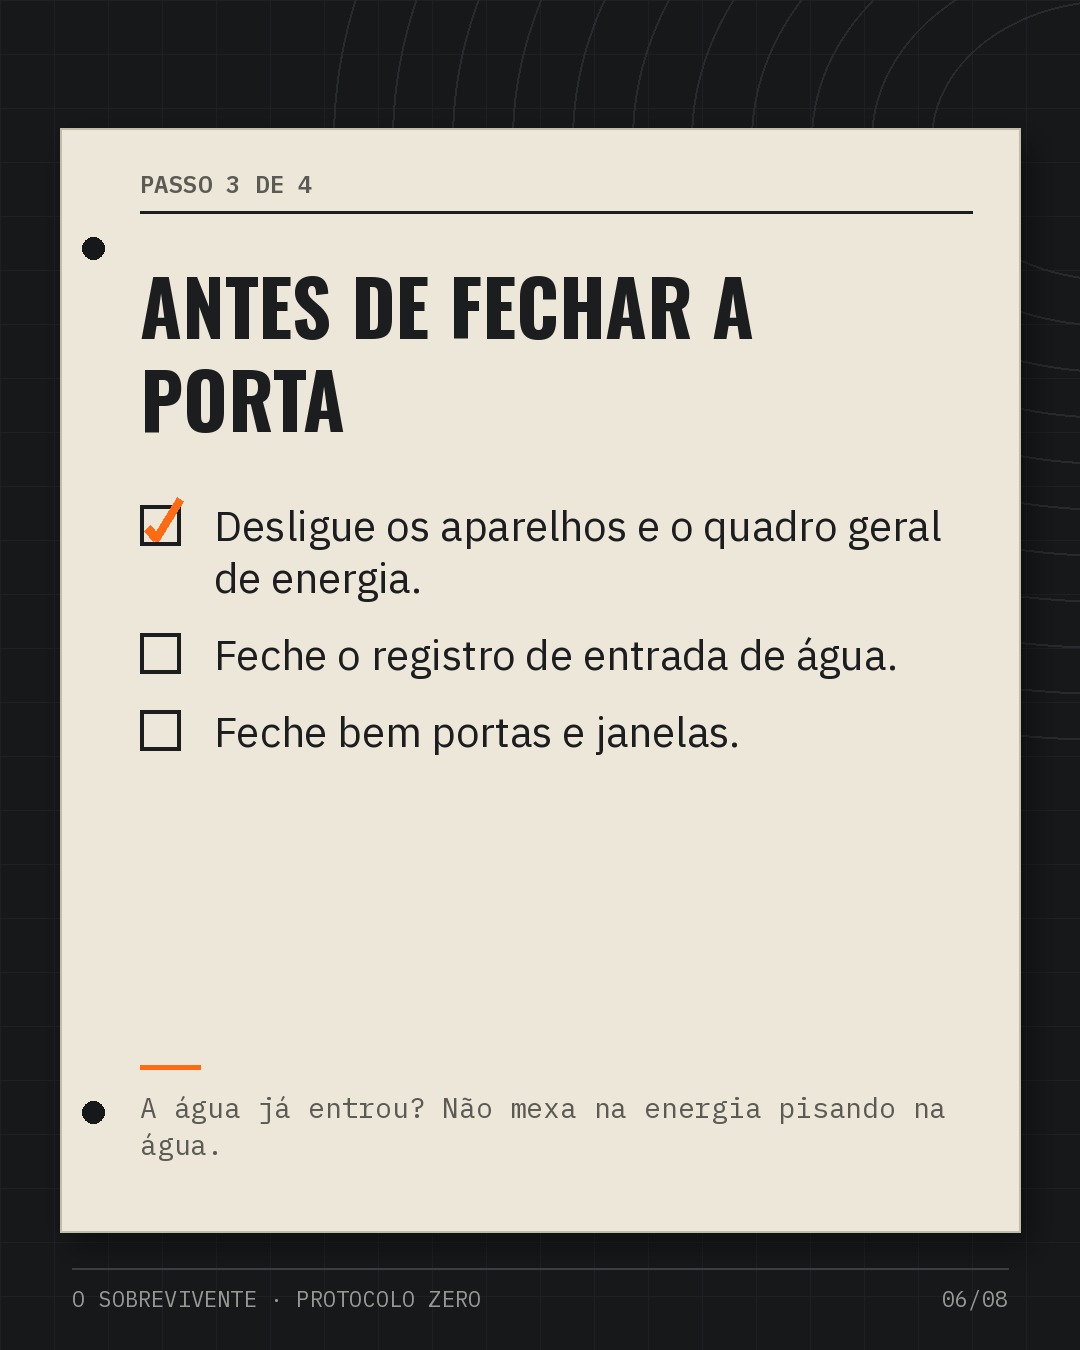 PASSO 3 DE 4
ANTES DE FECHAR A
PORTA
Desligue os aparelhos e o quadro geral
de energia.
Feche o registro de entrada de água.
Feche bem portas e janelas.
A água já entrou? Não mexa na energia pisando na
água.
O SOBREVIVENTE · PROTOCOLO ZERO
06/08